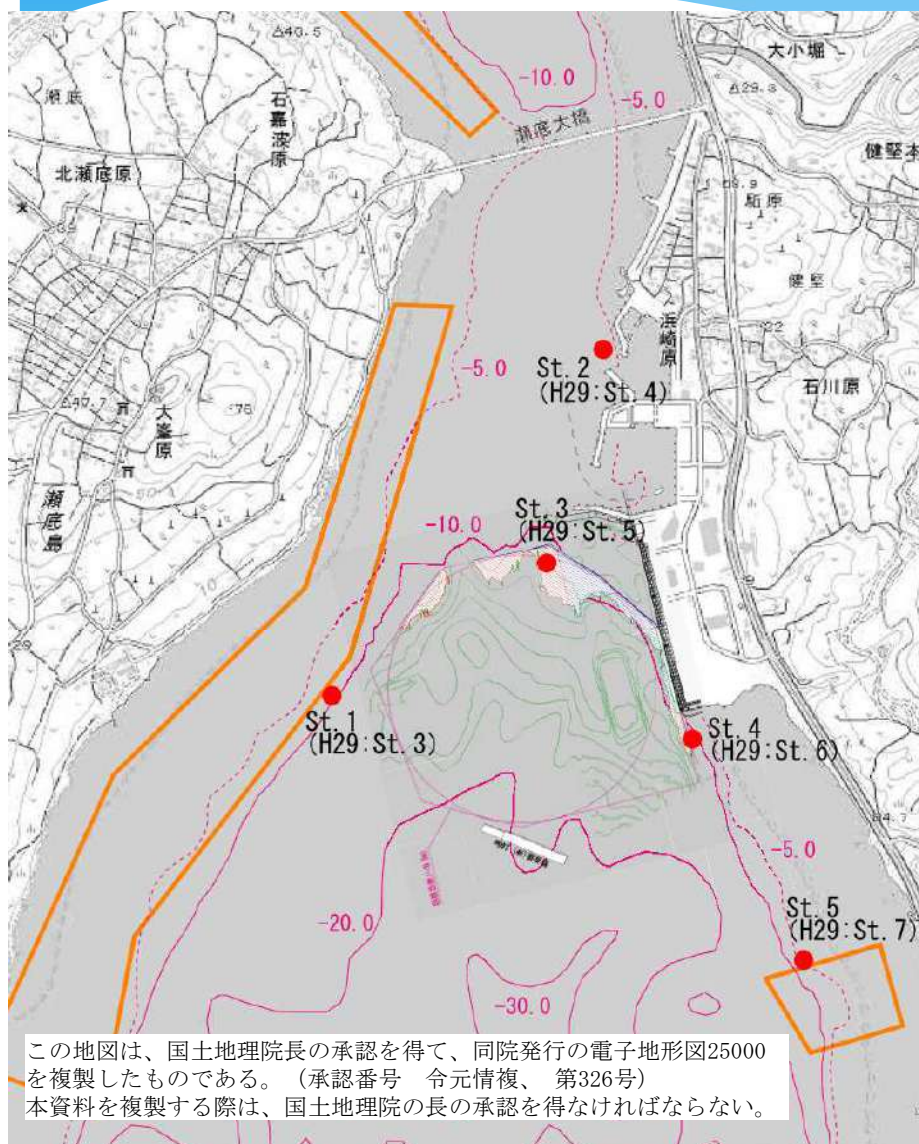 △40.5
大小堀
-10.0
瀬底
石嘉波原
-5.0
△29.3
瀬底大橋
健堅本
北瀬底原
浜崎原
健堅
St. 2
(H29:St. 4)
-5.0
石川原
大峯原
瀬底島
St. 3
(H29:St. 5)
-10.0
St. 1
(H29:St. 3)
St. 4
(H29:St. 6)
-5.0
St. 5
(H29:St. 7)
-20.0
-30.0
この地図は、国土地理院長の承認を得て、同院発行の電子地形図25000
を複製したものである。（承認番号　令元情複、 第326号）
本資料を複製する際は、国土地理院の長の承認を得なければならない。